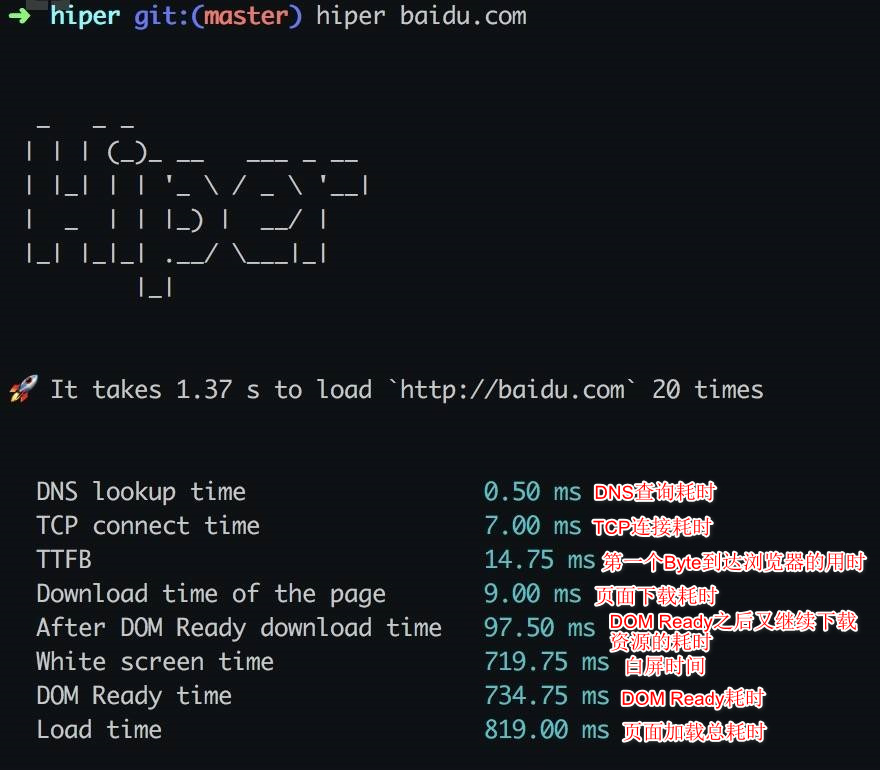 ➜ hiper git:(master) hiper baidu.com
 _   _ _
| | | (_)_ __   ___ _ __
| |_| | | '_ \ / _ \ '__|
|  _  | | |_) |  __/ |
|_| |_|_| .__/ \___|_|
        |_|
🚀 It takes 1.37 s to load `http://baidu.com` 20 times
DNS lookup time 0.50 ms DNS查询耗时
TCP connect time 7.00 ms TCP连接耗时
TTFB 14.75 ms 第一个Byte到达浏览器的用时
Download time of the page 9.00 ms 页面下载耗时
After DOM Ready download time 97.50 ms DOM Ready之后又继续下载
资源的耗时
White screen time 719.75 ms 白屏时间
DOM Ready time 734.75 ms DOM Ready耗时
Load time 819.00 ms 页面加载总耗时